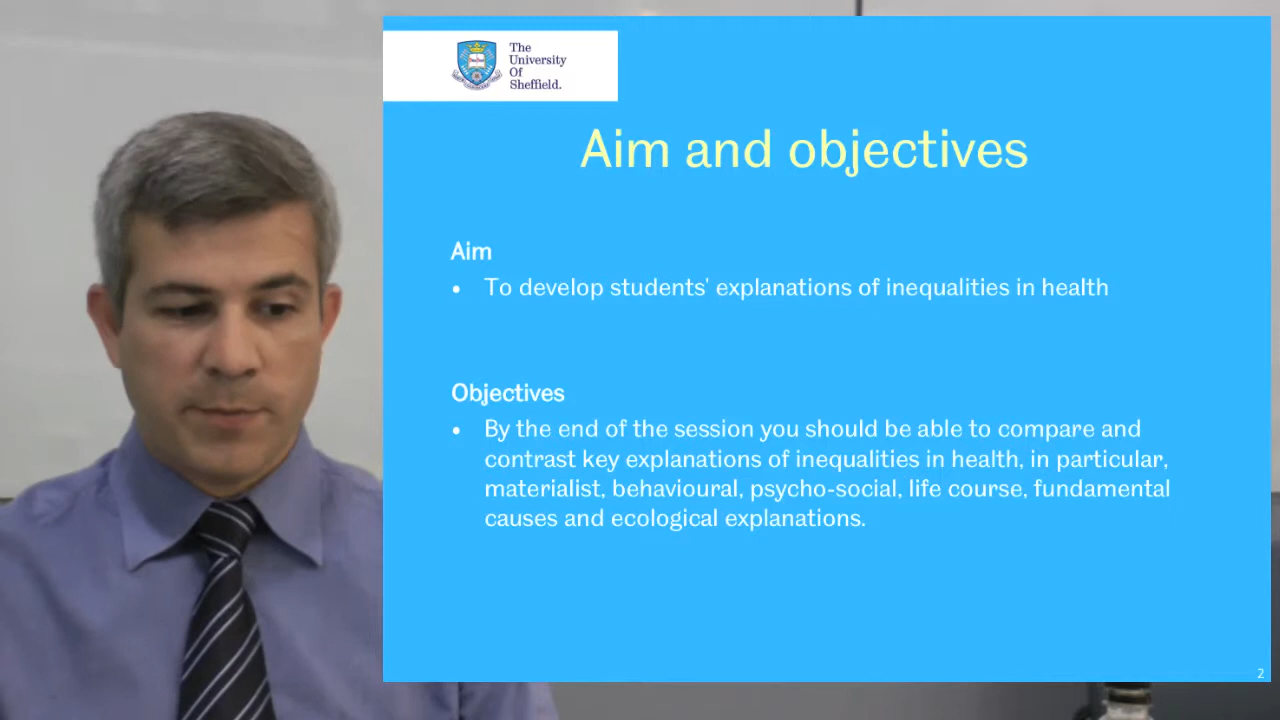 The
University
Of
Sheffield.
Aim and objectives
Aim
• To develop students' explanations of inequalities in health
Objectives
• By the end of the session you should be able to compare and
contrast key explanations of inequalities in health, in particular,
materialist, behavioural, psycho-social, life course, fundamental
causes and ecological explanations.
2